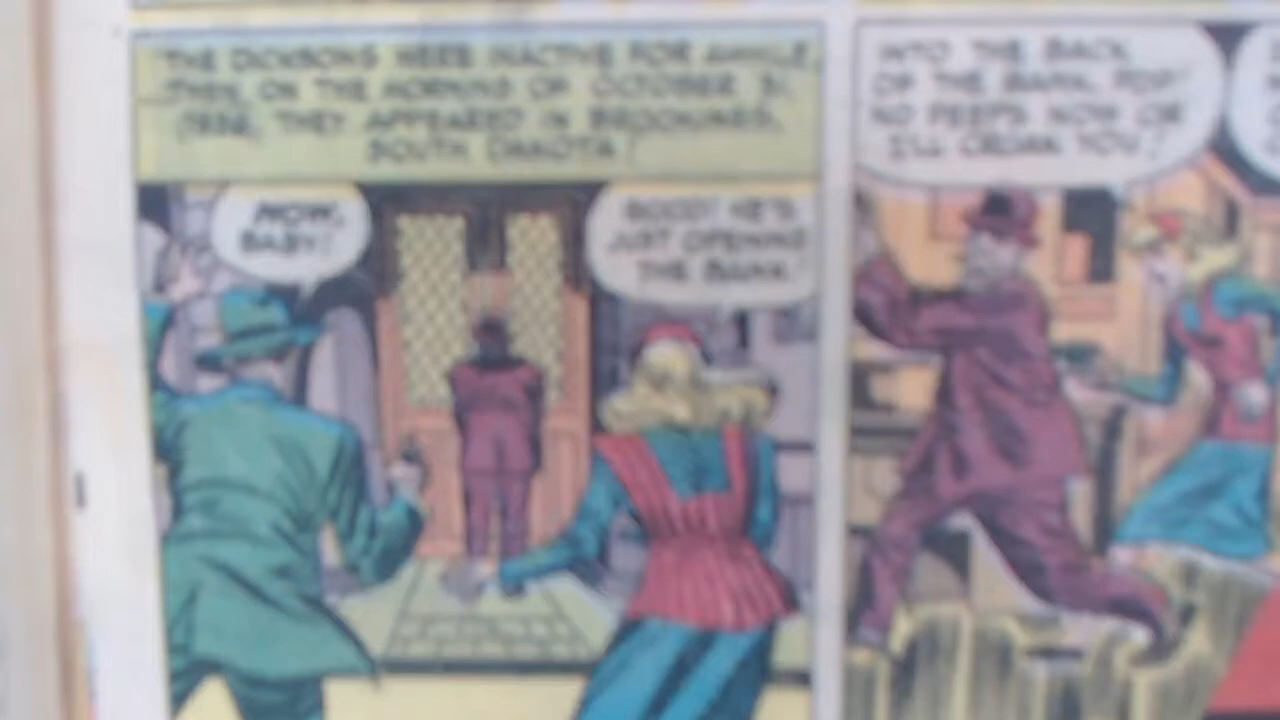 THE DICKSONS WERE INACTIVE FOR AWHILE.
THEN, ON THE MORNING OF OCTOBER 31,
THEY APPEARED IN BROOKINGS,
SOUTH DAKOTA!
NOW,
BABY!
GOOD! HE'S
JUST OPENING
THE BANK!
INTO THE BACK
OF THE BANK, POP!
NO PEEPS NOW OR
I'LL CROAK YOU!